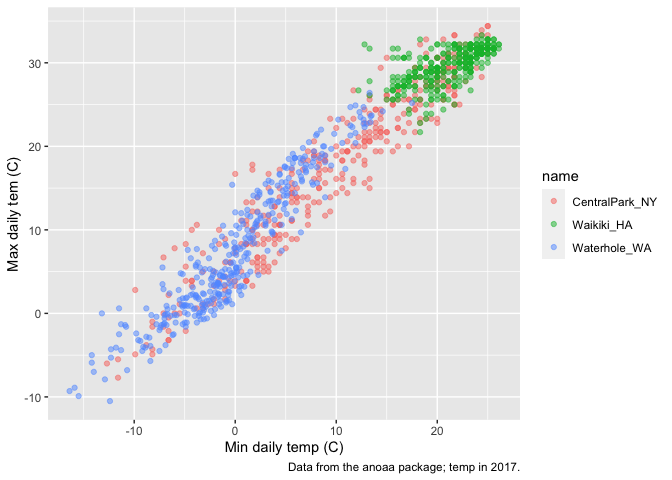 30
20
10
0
-10
Max daily tem (C)
-10
0
10
20
Min daily temp (C)
Data from the anoaa package; temp in 2017.
name
CentralPark_NY
Waikiki_HA
Waterhole_WA